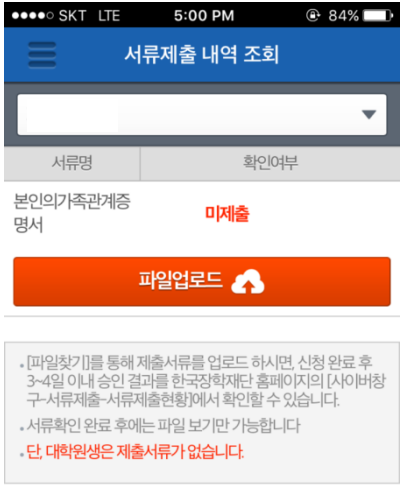 SKT LTE 5:00 PM 84%
서류제출 내역 조회
서류명 확인여부
본인의가족관계증
명서
미제출
파일업로드
• [파일찾기]를 통해 제출서류를 업로드 하시면, 신청 완료 후
3~4일 이내 승인 결과를 한국장학재단 홈페이지의 [사이버창
구-서류제출-서류제출현황]에서 확인할 수 있습니다.
• 서류확인 완료 후에는 파일 보기만 가능합니다
• 단, 대학원생은 제출서류가 없습니다.